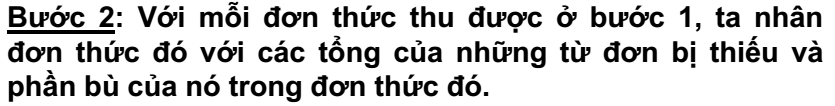 Bước 2: Với mỗi đơn thức thu được ở bước 1, ta nhân
đơn thức đó với các tổng của những từ đơn bị thiếu và
phần bù của nó trong đơn thức đó.